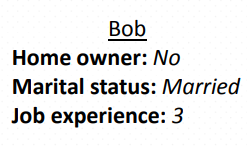 Bob
Home owner: No
Marital status: Married
Job experience: 3